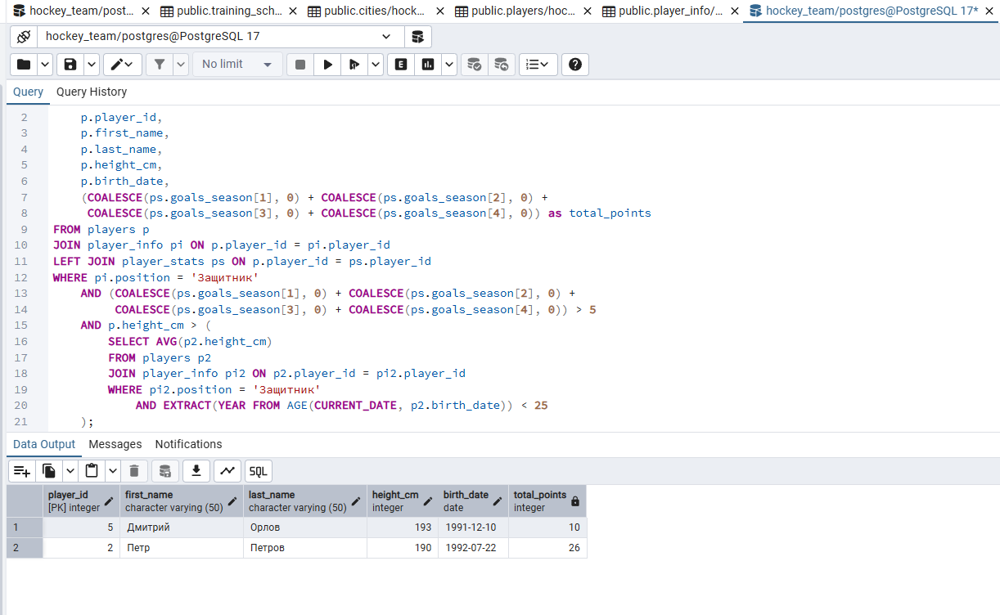 hockey_team/post... public.training_sch... public.cities/hock... public.players/hoc... public.player_info/... hockey_team/postgres@PostgreSQL 17*
hockey_team/postgres@PostgreSQL 17
No limit
E
Query Query History
2 p.player_id,
3 p.first_name,
4 p.last_name,
5 p.height_cm,
6 p.birth_date,
7 (COALESCE(ps.goals_season[1], 0) + COALESCE(ps.goals_season[2], 0) +
8 COALESCE(ps.goals_season[3], 0) + COALESCE(ps.goals_season[4], 0)) as total_points
9 FROM players p
10 JOIN player_info pi ON p.player_id = pi.player_id
11 LEFT JOIN player_stats ps ON p.player_id = ps.player_id
12 WHERE pi.position = 'Защитник'
13 AND (COALESCE(ps.goals_season[1], 0) + COALESCE(ps.goals_season[2], 0) +
14 COALESCE(ps.goals_season[3], 0) + COALESCE(ps.goals_season[4], 0)) > 5
15 AND p.height_cm > (
16 SELECT AVG(p2.height_cm)
17 FROM players p2
18 JOIN player_info pi2 ON p2.player_id = pi2.player_id
19 WHERE pi2.position = 'Защитник'
20 AND EXTRACT(YEAR FROM AGE(CURRENT_DATE, p2.birth_date)) < 25
21 );
Data Output Messages Notifications
SQL
player_id first_name last_name height_cm birth_date total_points
[PK] integer character varying (50) character varying (50) integer date integer
1 5 Дмитрий Орлов 193 1991-12-10 10
2 2 Петр Петров 190 1992-07-22 26